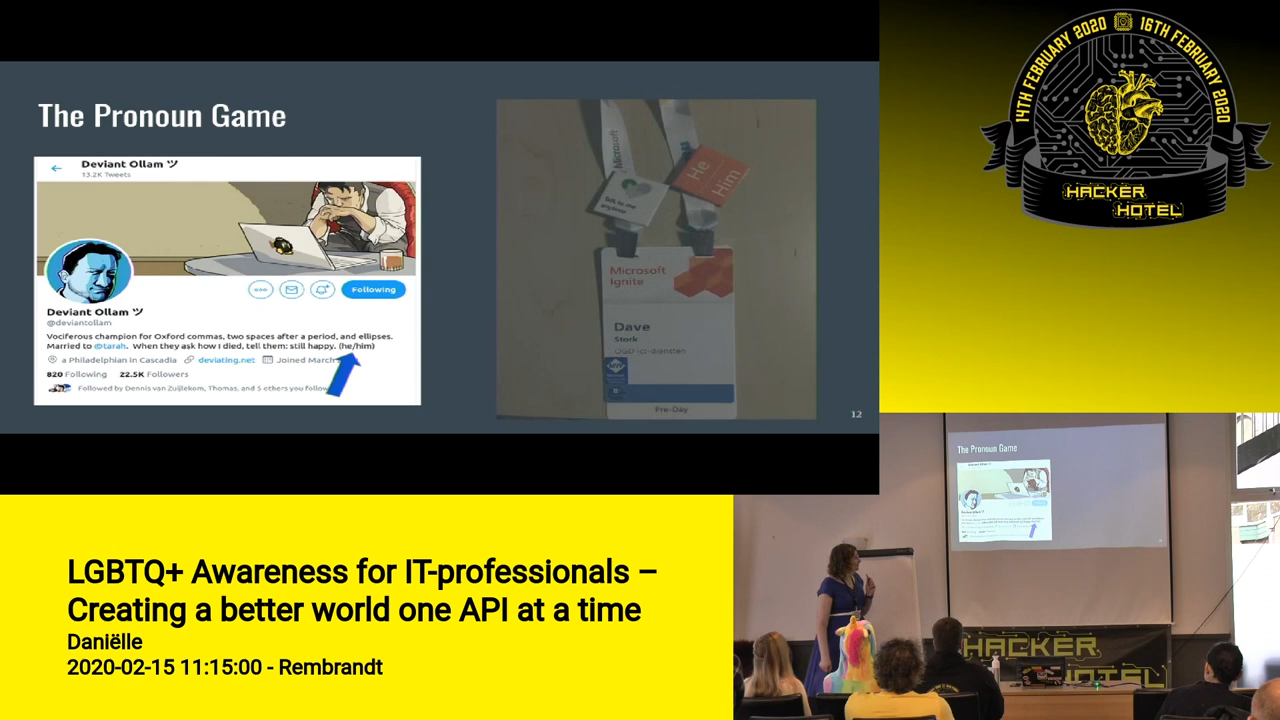 The Pronoun Game
Deviant Ollam ツ
13.2K Tweets
Following
Deviant Ollam ツ
@deviantollam
Vociferous champion for Oxford commas, two spaces after a period, and ellipses.
Married to @tarah. When they ask how I died, tell them: still happy. (he/him)
a Philadelphian in Cascadia deviating.net Joined March
820 Following 22.5K Followers
Followed by Dennis van Zuijlekom, Thomas, and 5 others you follow
Microsoft
He
Him
Microsoft
Ignite
Dave
Stork
Pre-Day
12
14TH FEBRUARY 2020 16TH FEBRUARY 2020
HACKER
HOTEL
The Pronoun Game
HACKER
HOTEL
LGBTQ+ Awareness for IT-professionals –
Creating a better world one API at a time
Daniëlle
2020-02-15 11:15:00 - Rembrandt